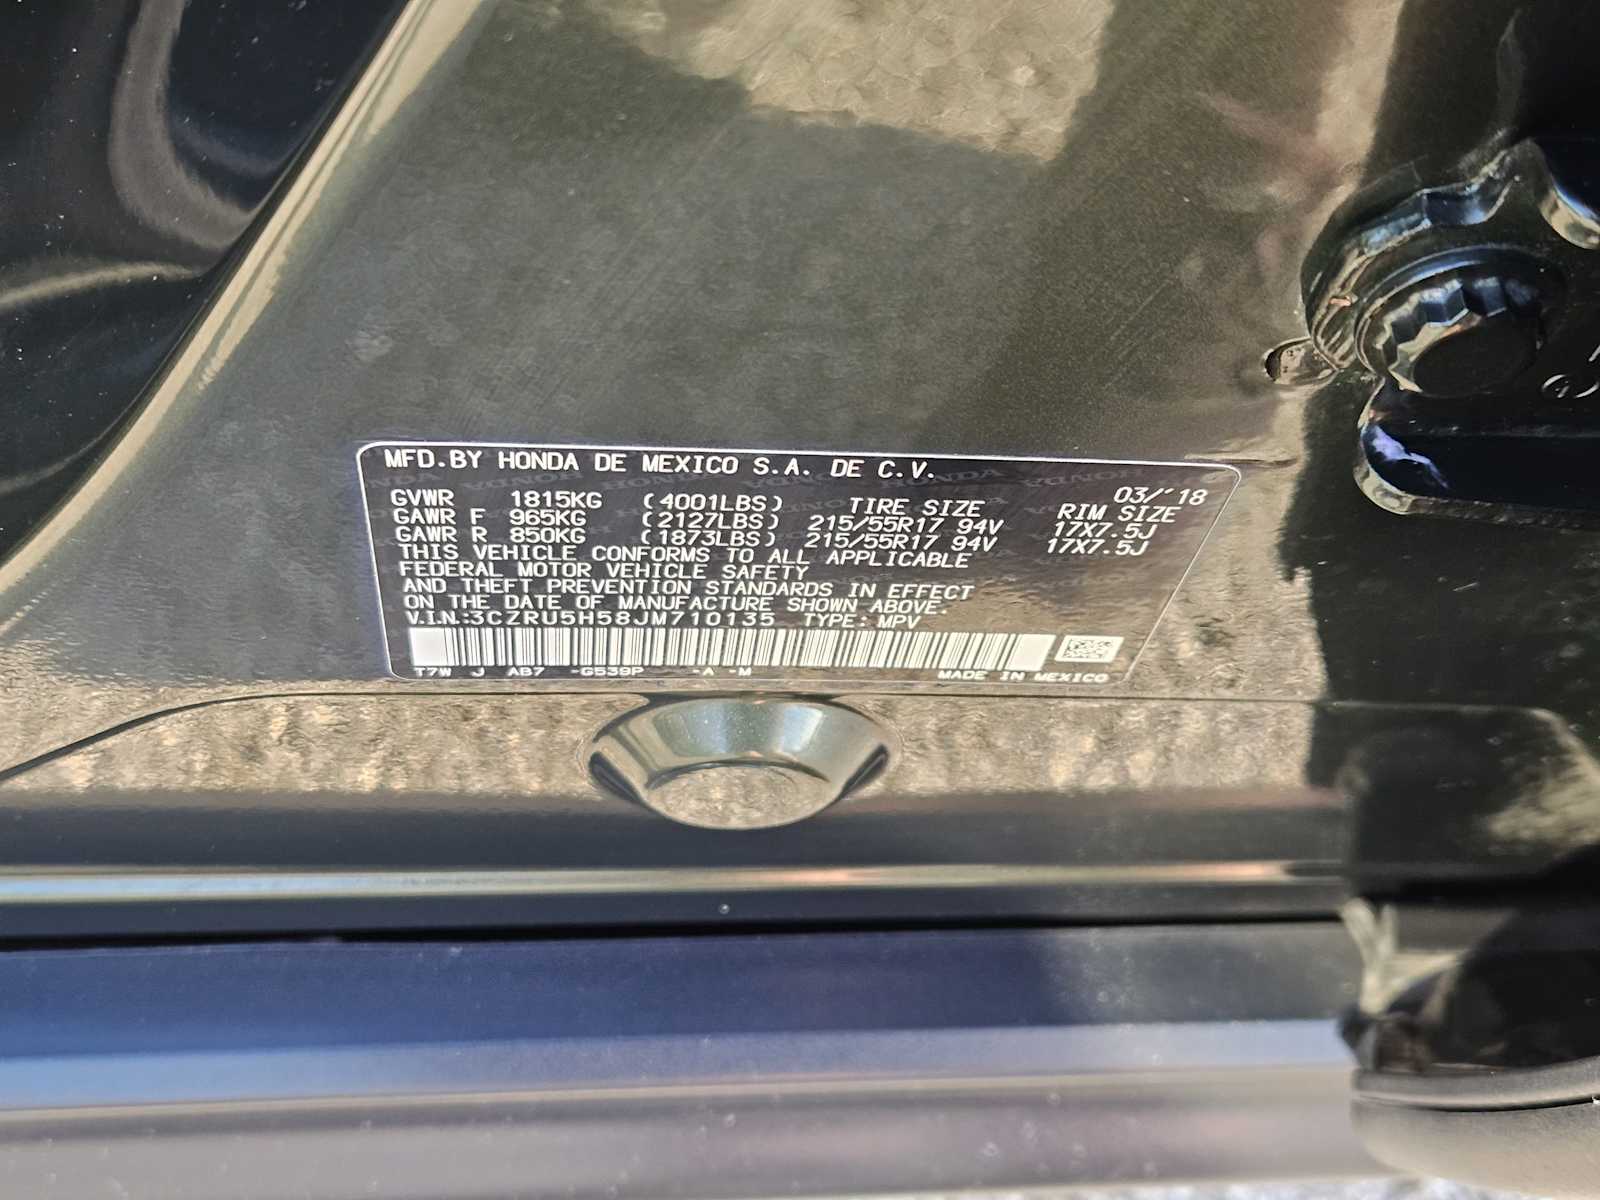 MFD.BY HONDA DE MEXICO S.A. DE C.V.
03/'18
GVWR 1815KG (4001LBS) TIRE SIZE RIM SIZE
GAWR F 965KG (2127LBS) 215/55R17 94V 17X7.5J
GAWR R 850KG (1873LBS) 215/55R17 94V 17X7.5J
THIS VEHICLE CONFORMS TO ALL APPLICABLE
FEDERAL MOTOR VEHICLE SAFETY
AND THEFT PREVENTION STANDARDS IN EFFECT
ON THE DATE OF MANUFACTURE SHOWN ABOVE.
V.I.N.:3CZRU5H58JM710135 TYPE: MPV
T7W J AB7 -G539P -A -M MADE IN MEXICO